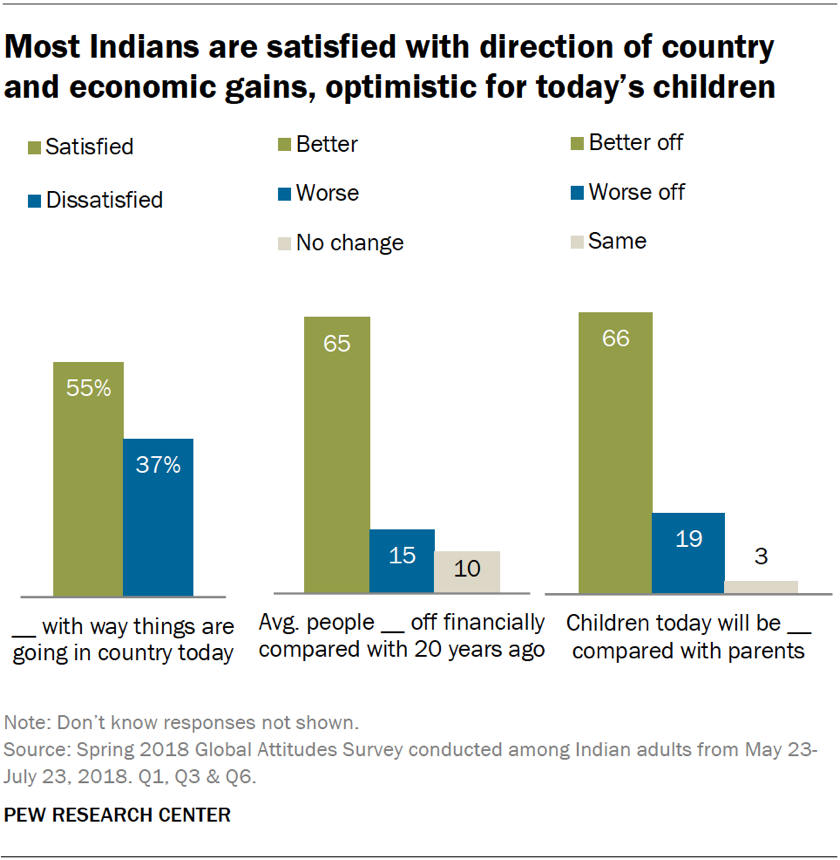 Most Indians are satisfied with direction of country
and economic gains, optimistic for today's children
Satisfied
Dissatisfied
Better
Worse
No change
Better off
Worse off
Same
55%
37%
65
15
10
66
19
3
__ with way things are
going in country today
Avg. people __ off financially
compared with 20 years ago
Children today will be __
compared with parents
Note: Don't know responses not shown.
Source: Spring 2018 Global Attitudes Survey conducted among Indian adults from May 23-
July 23, 2018. Q1, Q3 & Q6.
PEW RESEARCH CENTER